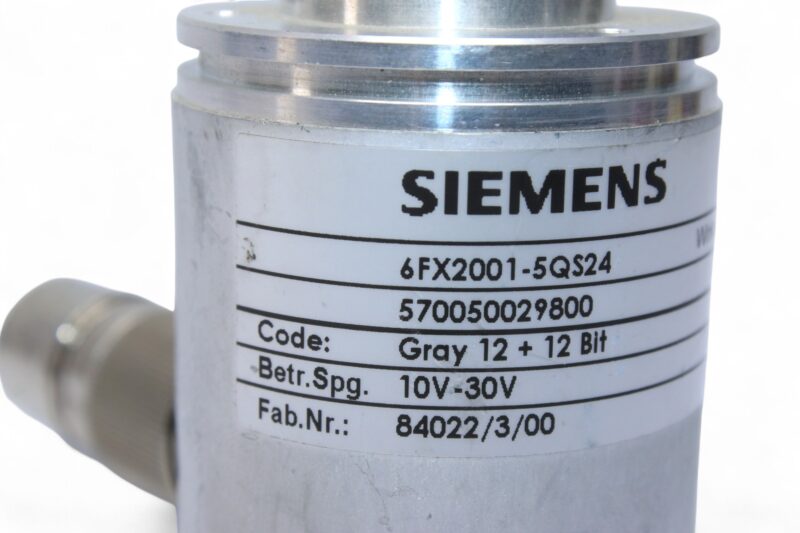 SIEMENS
6FX2001-5QS24
570050029800
Code: Gray 12 + 12 Bit
Betr.Spg. 10V-30V
Fab.Nr.: 84022/3/00